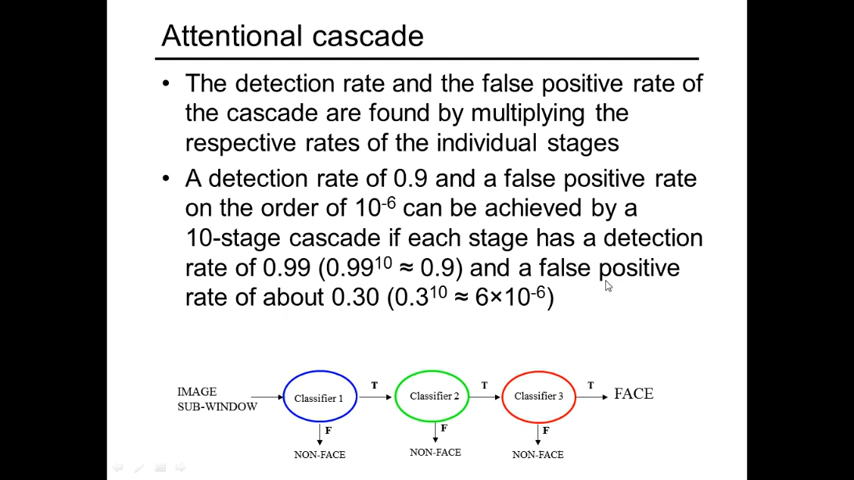 Attentional cascade
• The detection rate and the false positive rate of
the cascade are found by multiplying the
respective rates of the individual stages
• A detection rate of 0.9 and a false positive rate
on the order of 10⁻⁶ can be achieved by a
10-stage cascade if each stage has a detection
rate of 0.99 (0.99¹⁰ ≈ 0.9) and a false positive
rate of about 0.30 (0.3¹⁰ ≈ 6×10⁻⁶)
IMAGE
SUB-WINDOW
Classifier 1
T
Classifier 2
T
Classifier 3
T
FACE
F
F
F
NON-FACE
NON-FACE
NON-FACE